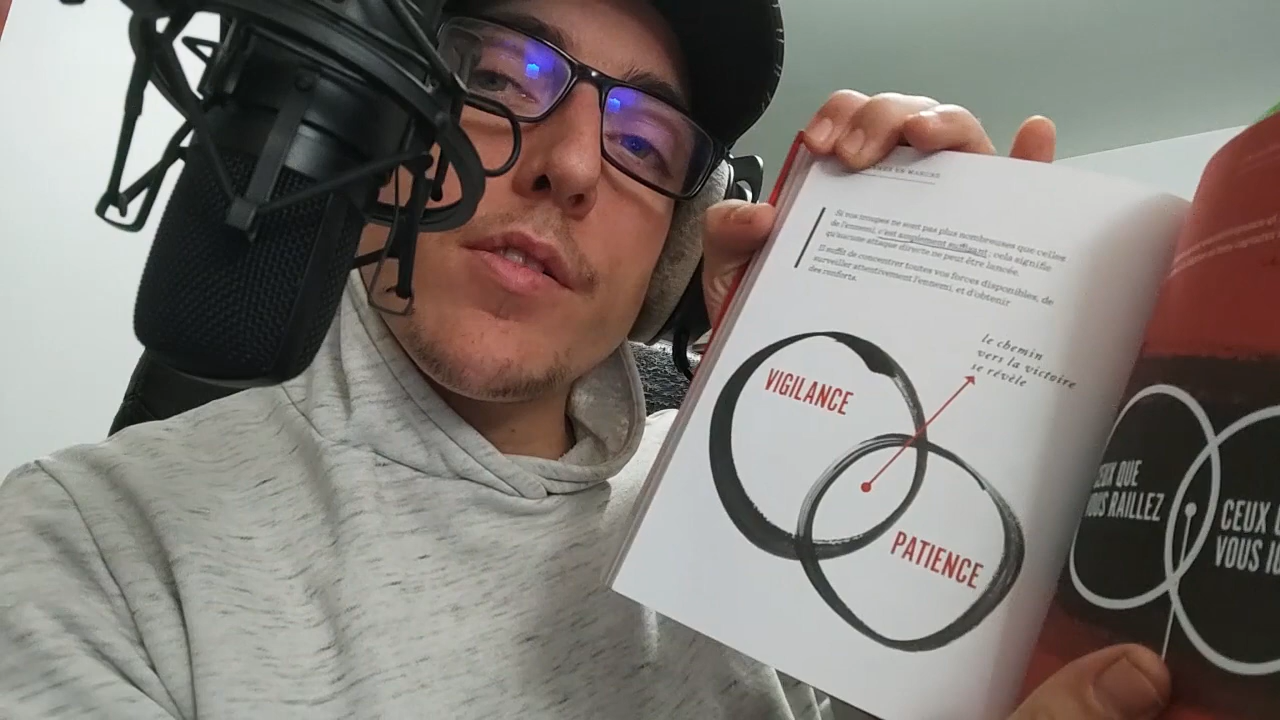 EN MARCHE
Si vos troupes ne sont pas plus nombreuses que celles
de l'ennemi, c'est amplement suffisant ; cela signifie
qu'aucune attaque directe ne peut être lancée.
Il suffit de concentrer toutes vos forces disponibles, de
surveiller attentivement l'ennemi, et d'obtenir
des renforts.
le chemin
vers la victoire
se révèle
VIGILANCE
PATIENCE
CEUX QUE
VOUS RAILLEZ
CEUX
VOUS